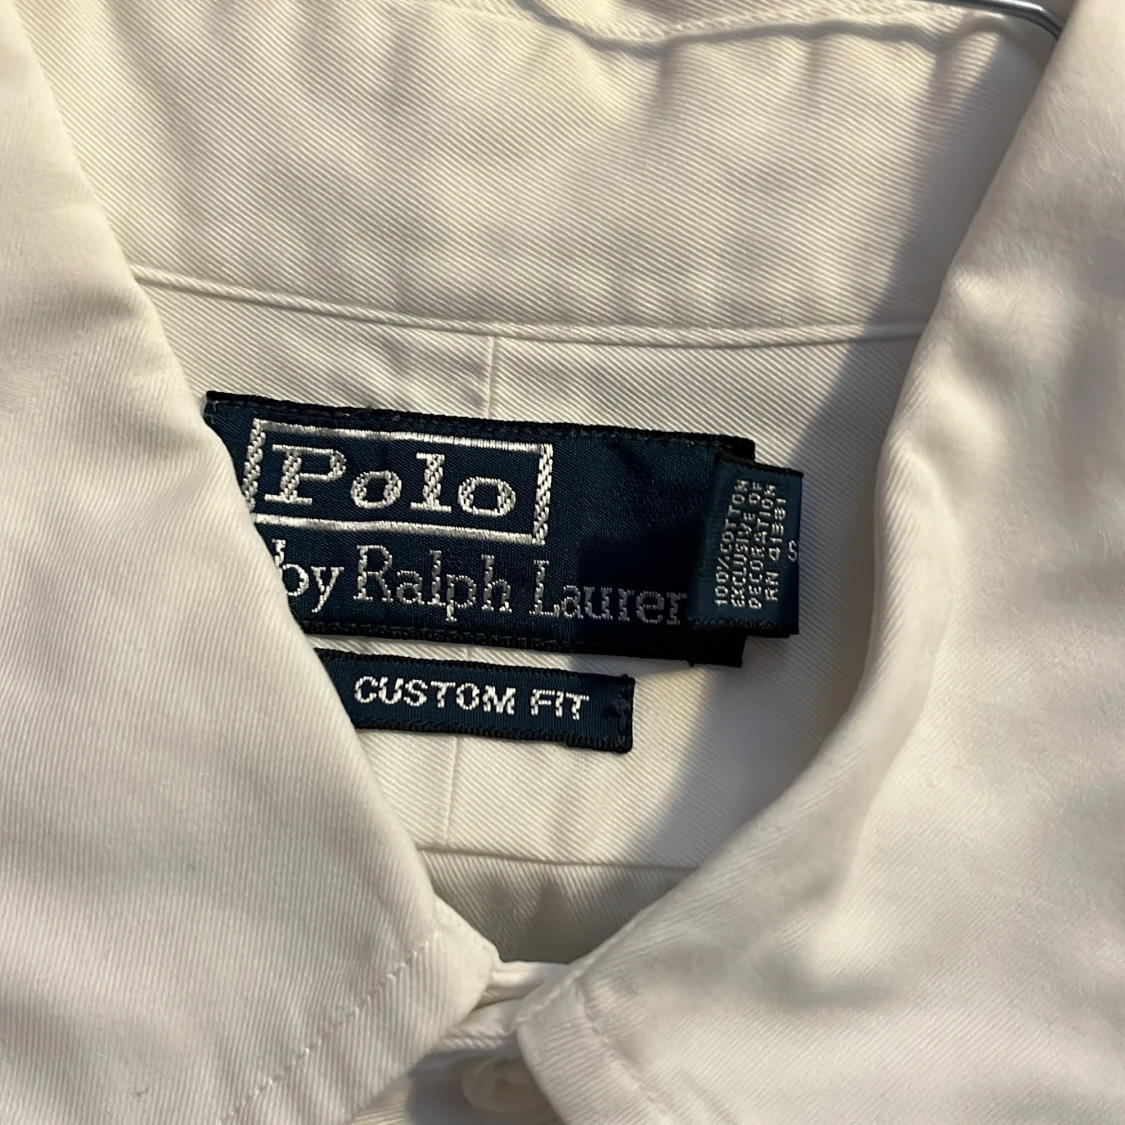 Polo
by Ralph Lauren
CUSTOM FIT
100%COTTON
EXCLUSIVE OF
DECORATION
RN 41381
S